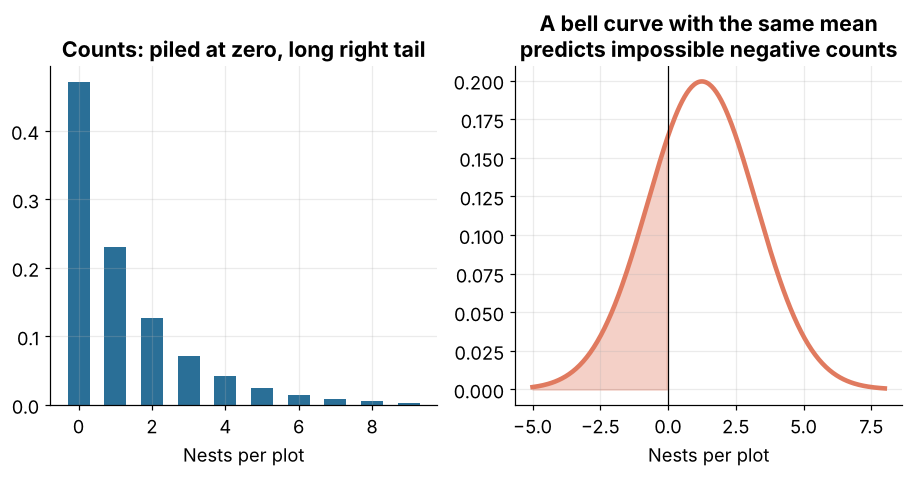 Counts: piled at zero, long right tail
0.4
0.3
0.2
0.1
0.0
0 2 4 6 8
Nests per plot
A bell curve with the same mean
predicts impossible negative counts
0.200
0.175
0.150
0.125
0.100
0.075
0.050
0.025
0.000
−5.0 −2.5 0.0 2.5 5.0 7.5
Nests per plot